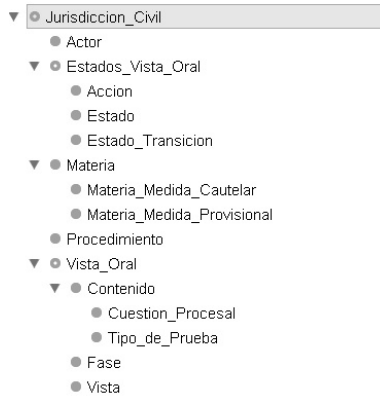 Jurisdiccion_Civil
Actor
Estados_Vista_Oral
Accion
Estado
Estado_Transicion
Materia
Materia_Medida_Cautelar
Materia_Medida_Provisional
Procedimiento
Vista_Oral
Contenido
Cuestion_Procesal
Tipo_de_Prueba
Fase
Vista